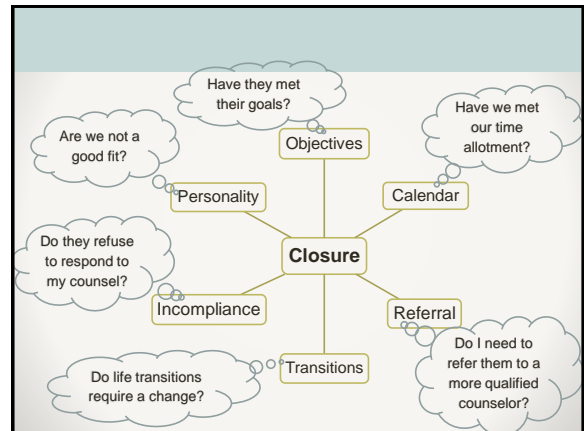 Have they met
their goals?
Objectives
Have we met
our time
allotment?
Calendar
Are we not a
good fit?
Personality
Closure
Do they refuse
to respond to
my counsel?
Incompliance
Referral
Do I need to
refer them to a
more qualified
counselor?
Do life transitions
require a change?
Transitions